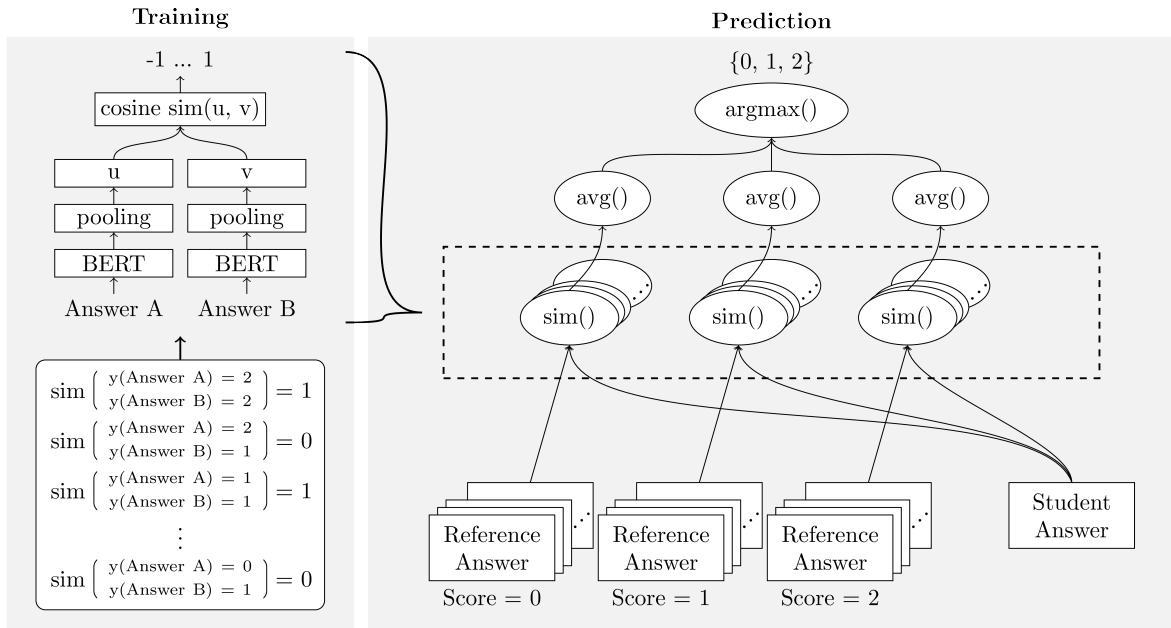 Training
-1 ... 1
cosine sim(u, v)
u v
pooling pooling
BERT BERT
Answer A Answer B
sim ( y(Answer A) = 2
y(Answer B) = 2 ) = 1
sim ( y(Answer A) = 2
y(Answer B) = 1 ) = 0
sim ( y(Answer A) = 1
y(Answer B) = 1 ) = 1
⋮
sim ( y(Answer A) = 0
y(Answer B) = 1 ) = 0
Prediction
{0, 1, 2}
argmax()
avg() avg() avg()
... ... ...
sim() sim() sim()
... ... ...
Reference Reference Reference
Answer Answer Answer
Score = 0 Score = 1 Score = 2
Student
Answer